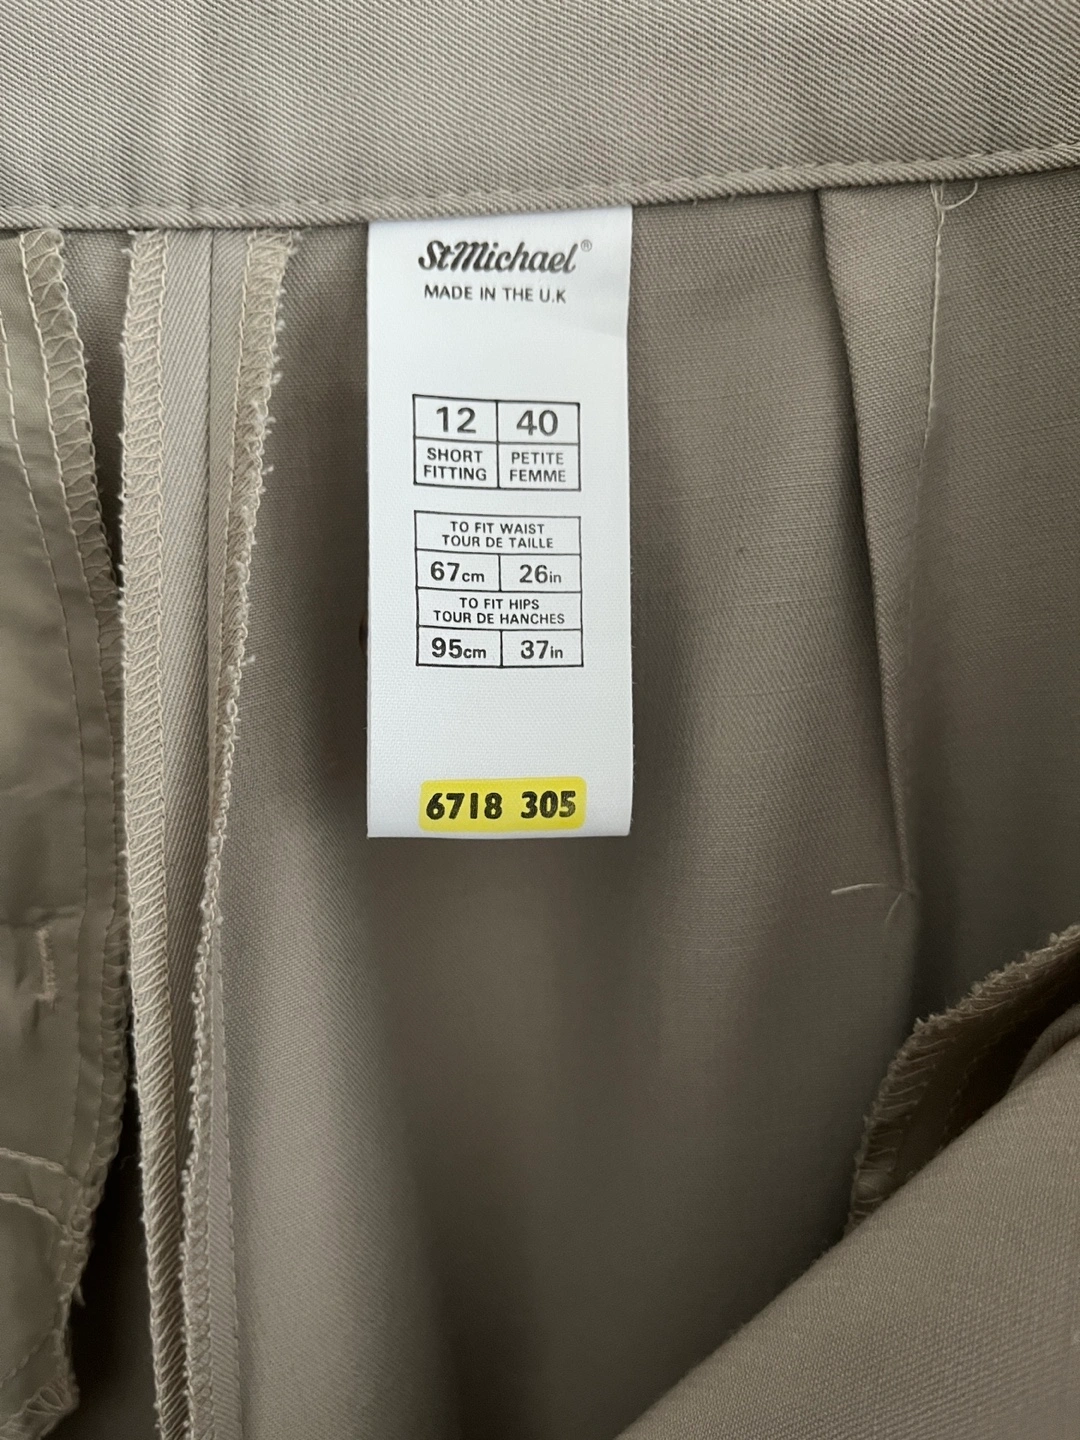 StMichael®
MADE IN THE U.K
12 40
SHORT FITTING PETITE FEMME
TO FIT WAIST
TOUR DE TAILLE
67cm 26in
TO FIT HIPS
TOUR DE HANCHES
95cm 37in
6718 305